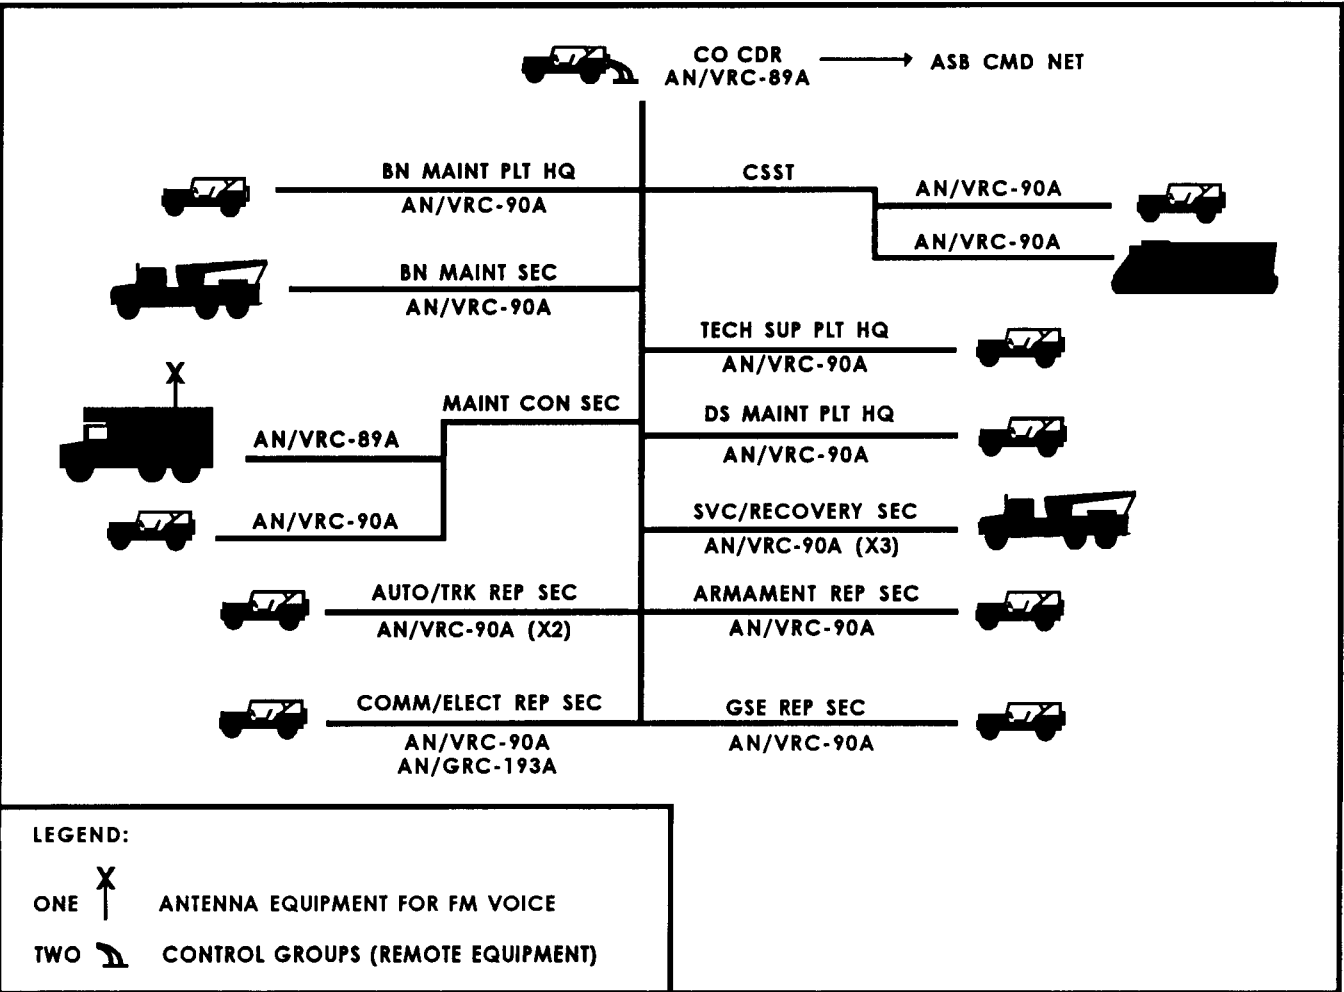 CO CDR
AN/VRC-89A
ASB CMD NET
BN MAINT PLT HQ
AN/VRC-90A
CSST
AN/VRC-90A
AN/VRC-90A
BN MAINT SEC
AN/VRC-90A
TECH SUP PLT HQ
AN/VRC-90A
X
MAINT CON SEC
AN/VRC-89A
AN/VRC-90A
DS MAINT PLT HQ
AN/VRC-90A
SVC/RECOVERY SEC
AN/VRC-90A (X3)
AUTO/TRK REP SEC
AN/VRC-90A (X2)
ARMAMENT REP SEC
AN/VRC-90A
COMM/ELECT REP SEC
AN/VRC-90A
AN/GRC-193A
GSE REP SEC
AN/VRC-90A
LEGEND:
ONE X ANTENNA EQUIPMENT FOR FM VOICE
TWO CONTROL GROUPS (REMOTE EQUIPMENT)